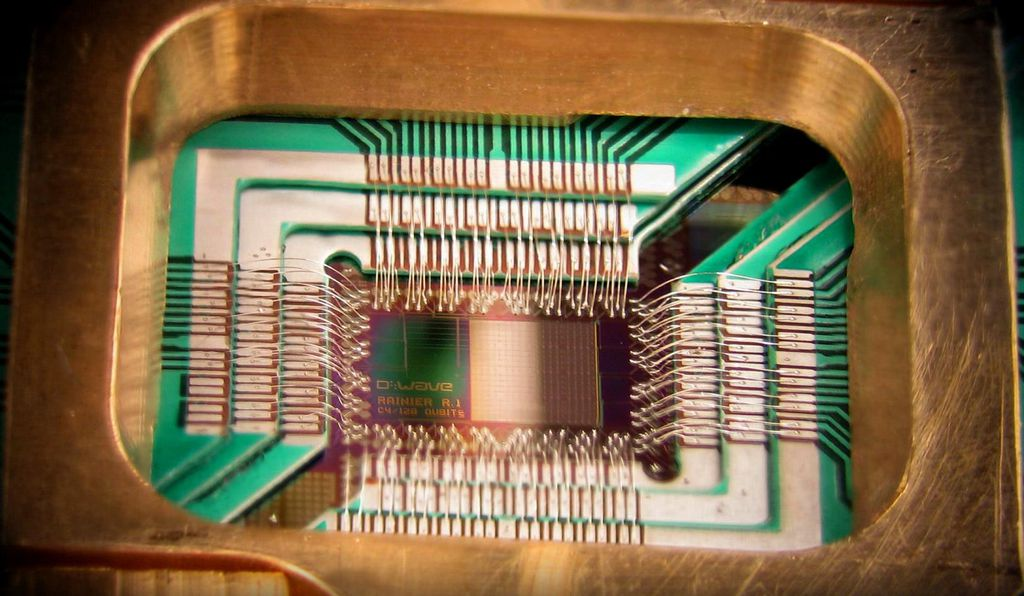 D:wave
RAINIER R.1
C4/128 QUBITS